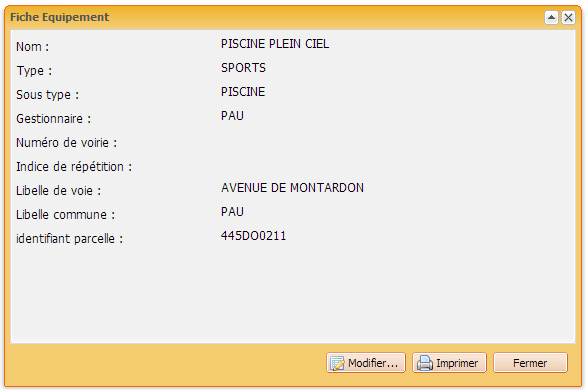 Fiche Equipement
Nom : PISCINE PLEIN CIEL
Type : SPORTS
Sous type : PISCINE
Gestionnaire : PAU
Numéro de voirie :
Indice de répétition :
Libelle de voie : AVENUE DE MONTARDON
Libelle commune : PAU
identifiant parcelle : 445DO0211
Modifier... Imprimer Fermer